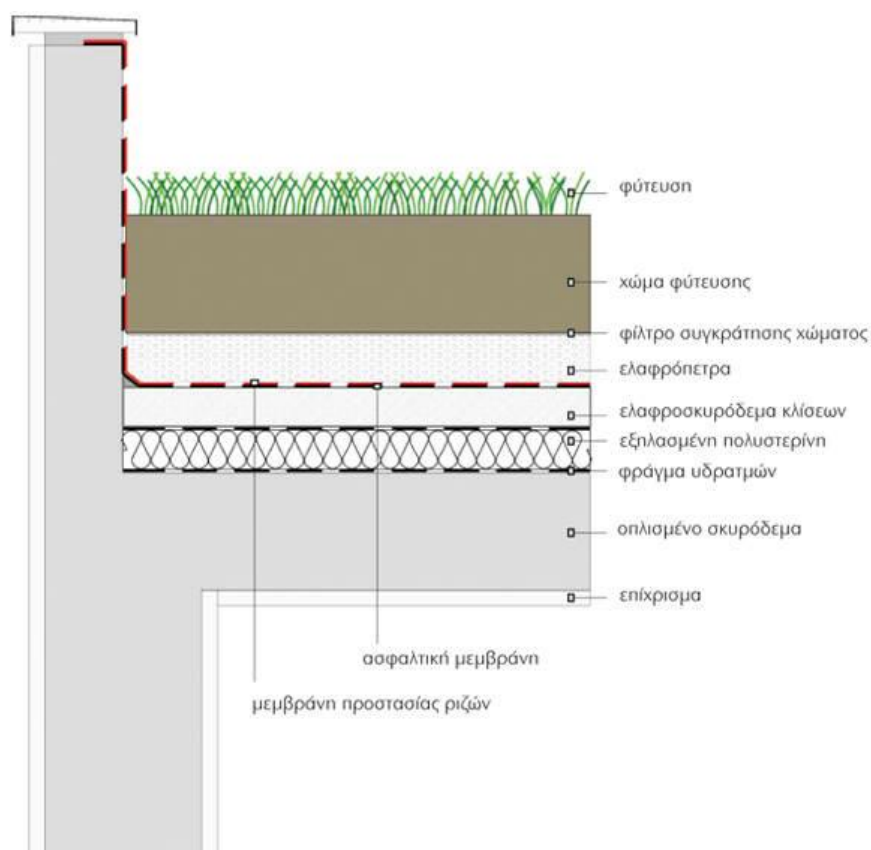 φύτευση
χώμα φύτευσης
φίλτρο συγκράτησης χώματος
ελαφρόπετρα
ελαφροσκυρόδεμα κλίσεων
εξηλασμένη πολυστερίνη
φράγμα υδρατμών
οπλισμένο σκυρόδεμα
επίχρισμα
ασφαλτική μεμβράνη
μεμβράνη προστασίας ριζών